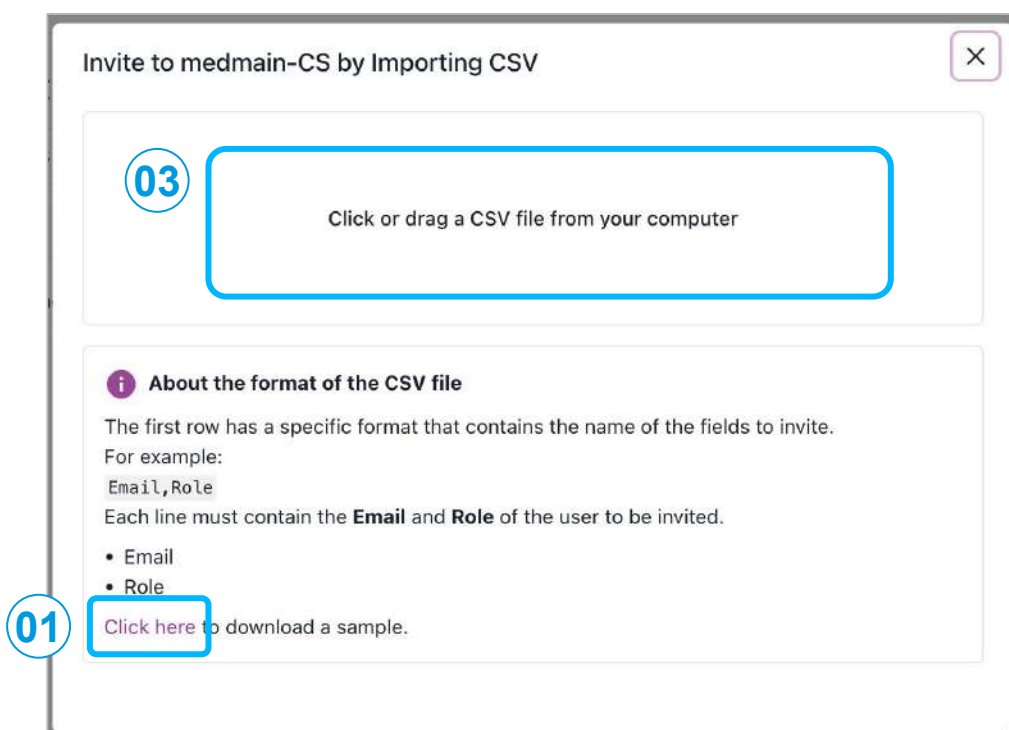 Invite to medmain-CS by Importing CSV
03
Click or drag a CSV file from your computer
i About the format of the CSV file
The first row has a specific format that contains the name of the fields to invite.
For example:
Email,Role
Each line must contain the Email and Role of the user to be invited.
• Email
• Role
01
Click here to download a sample.